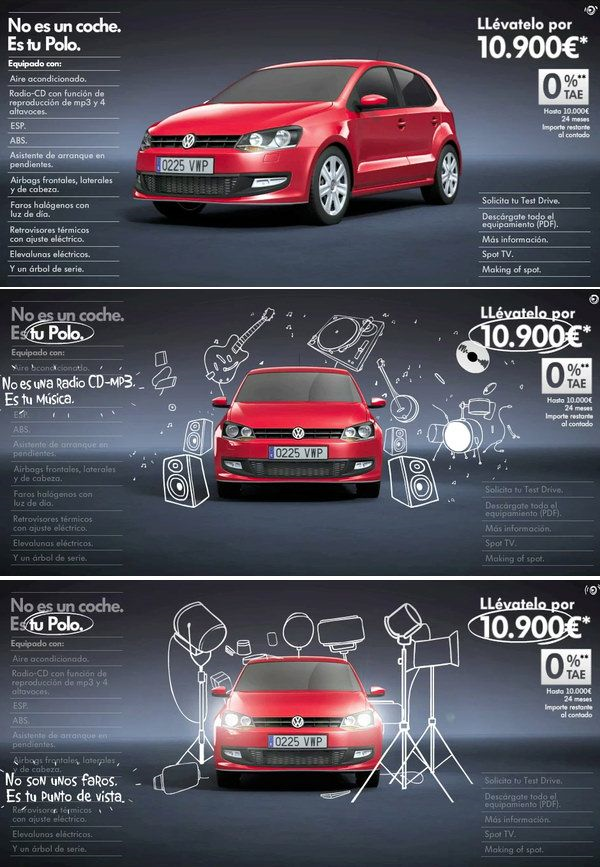 No es un coche.
Es tu Polo.
Equipado con:
Aire acondicionado.
Radio-CD con función de
reproducción de mp3 y 4
altavoces.
ESP.
ABS.
Asistente de arranque en
pendientes.
Airbags frontales, laterales
y de cabeza.
Faros halógenos con
luz de día.
Retrovisores térmicos
con ajuste eléctrico.
Elevalunas eléctrico.
Y un árbol de serie.
LLévatelo por
10.900€*
0%**
TAE
Hasta 10.000€
24 meses
Importe restante
al contado
Solicita tu Test Drive.
Descárgate todo el
equipamiento (PDF).
Más información.
Spot TV.
Making of spot.
0225 VWP
No es un coche.
Es tu Polo.
Equipado con:
Aire acondicionado.
No es una Radio CD-MP3.
Es tu Música.
ESP.
ABS.
Asistente de arranque en
pendientes.
Airbags frontales, laterales
y de cabeza.
Faros halógenos con
luz de día.
Retrovisores térmicos
con ajuste eléctrico.
Elevalunas eléctrico.
Y un árbol de serie.
LLévatelo por
10.900€*
0%**
TAE
Hasta 10.000€
24 meses
Importe restante
al contado
Solicita tu Test Drive.
Descárgate todo el
equipamiento (PDF).
Más información.
Spot TV.
Making of spot.
0225 VWP
No es un coche.
Es tu Polo.
Equipado con:
Aire acondicionado.
Radio-CD con función de
reproducción de mp3 y 4
altavoces.
ESP.
ABS.
Asistente de arranque en
pendientes.
Airbags frontales, laterales
y de cabeza.
No son unos faros.
Es tu punto de vista.
Retrovisores térmicos
con ajuste eléctrico.
Elevalunas eléctrico.
Y un árbol de serie.
LLévatelo por
10.900€*
0%**
TAE
Hasta 10.000€
24 meses
Importe restante
al contado
Solicita tu Test Drive.
Descárgate todo el
equipamiento (PDF).
Más información.
Spot TV.
Making of spot.
0225 VWP